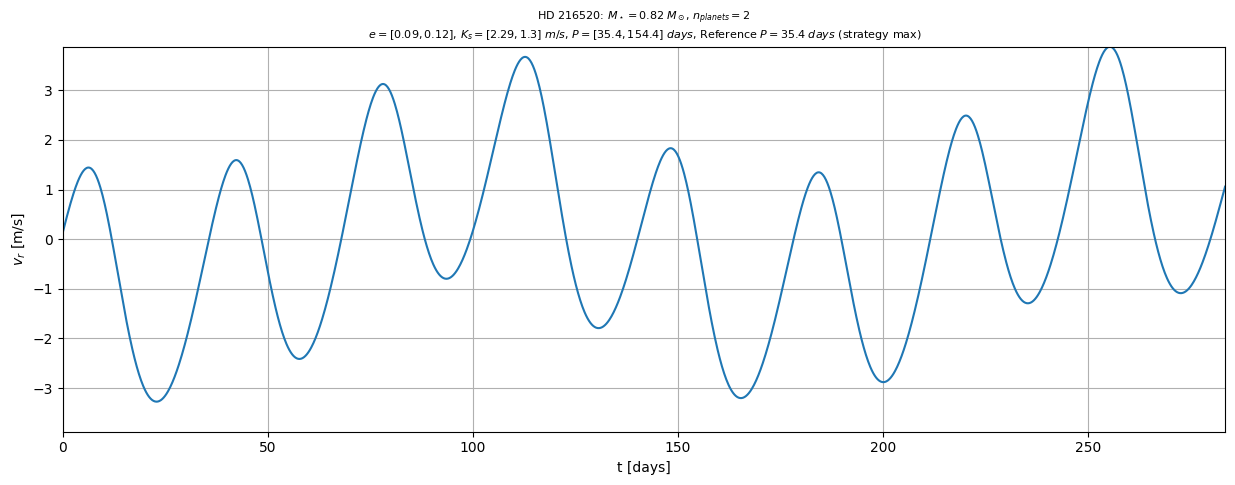 HD 216520: M⋆ = 0.82 M⊙, nplanets = 2
e = [0.09, 0.12], Ks = [2.29, 1.3] m/s, P = [35.4, 154.4] days, Reference P = 35.4 days (strategy max)
vr [m/s]
3
2
1
0
−1
−2
−3
0 50 100 150 200 250
t [days]